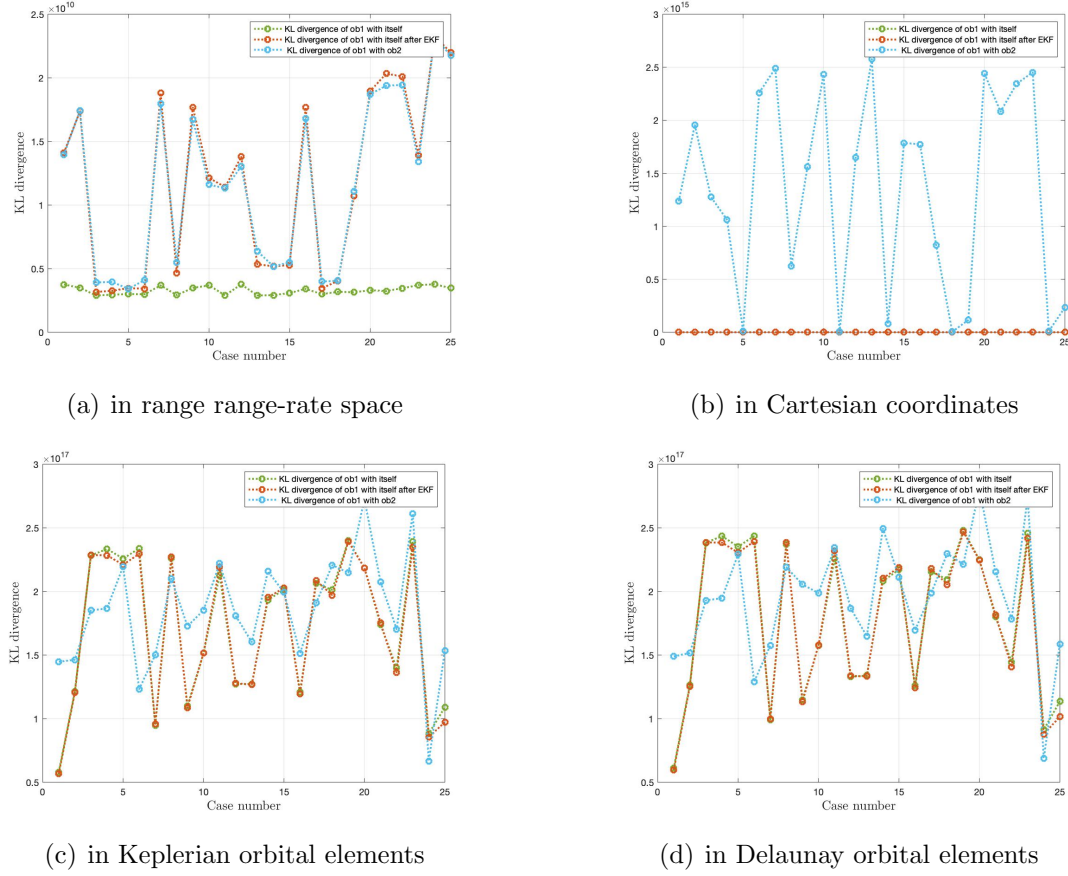 ×10^10
2.5
2
1.5
1
0.5
0
0 5 10 15 20 25
KL divergence
Case number
KL divergence of ob1 with itself
KL divergence of ob1 with itself after EKF
KL divergence of ob1 with ob2
(a) in range range-rate space
×10^15
3
2.5
2
1.5
1
0.5
0
0 5 10 15 20 25
KL divergence
Case number
KL divergence of ob1 with itself
KL divergence of ob1 with itself after EKF
KL divergence of ob1 with ob2
(b) in Cartesian coordinates
×10^17
3
2.5
2
1.5
1
0.5
0 5 10 15 20 25
KL divergence
Case number
KL divergence of ob1 with itself
KL divergence of ob1 with itself after EKF
KL divergence of ob1 with ob2
(c) in Keplerian orbital elements
×10^17
3
2.5
2
1.5
1
0.5
0 5 10 15 20 25
KL divergence
Case number
KL divergence of ob1 with itself
KL divergence of ob1 with itself after EKF
KL divergence of ob1 with ob2
(d) in Delaunay orbital elements